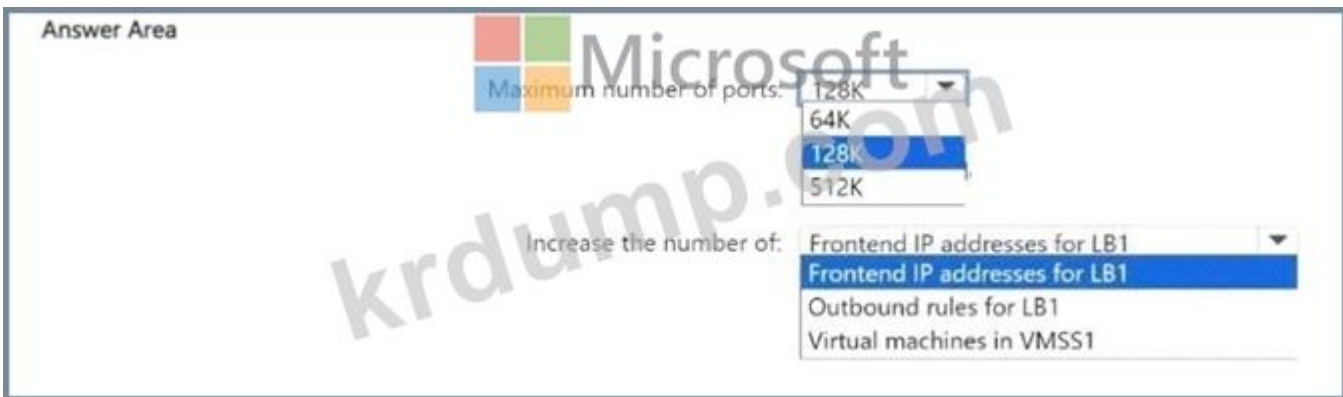 Answer Area
Microsoft
Maximum number of ports: 128K
64K
128K
512K
krdump.com
Increase the number of: Frontend IP addresses for LB1
Frontend IP addresses for LB1
Outbound rules for LB1
Virtual machines in VMSS1